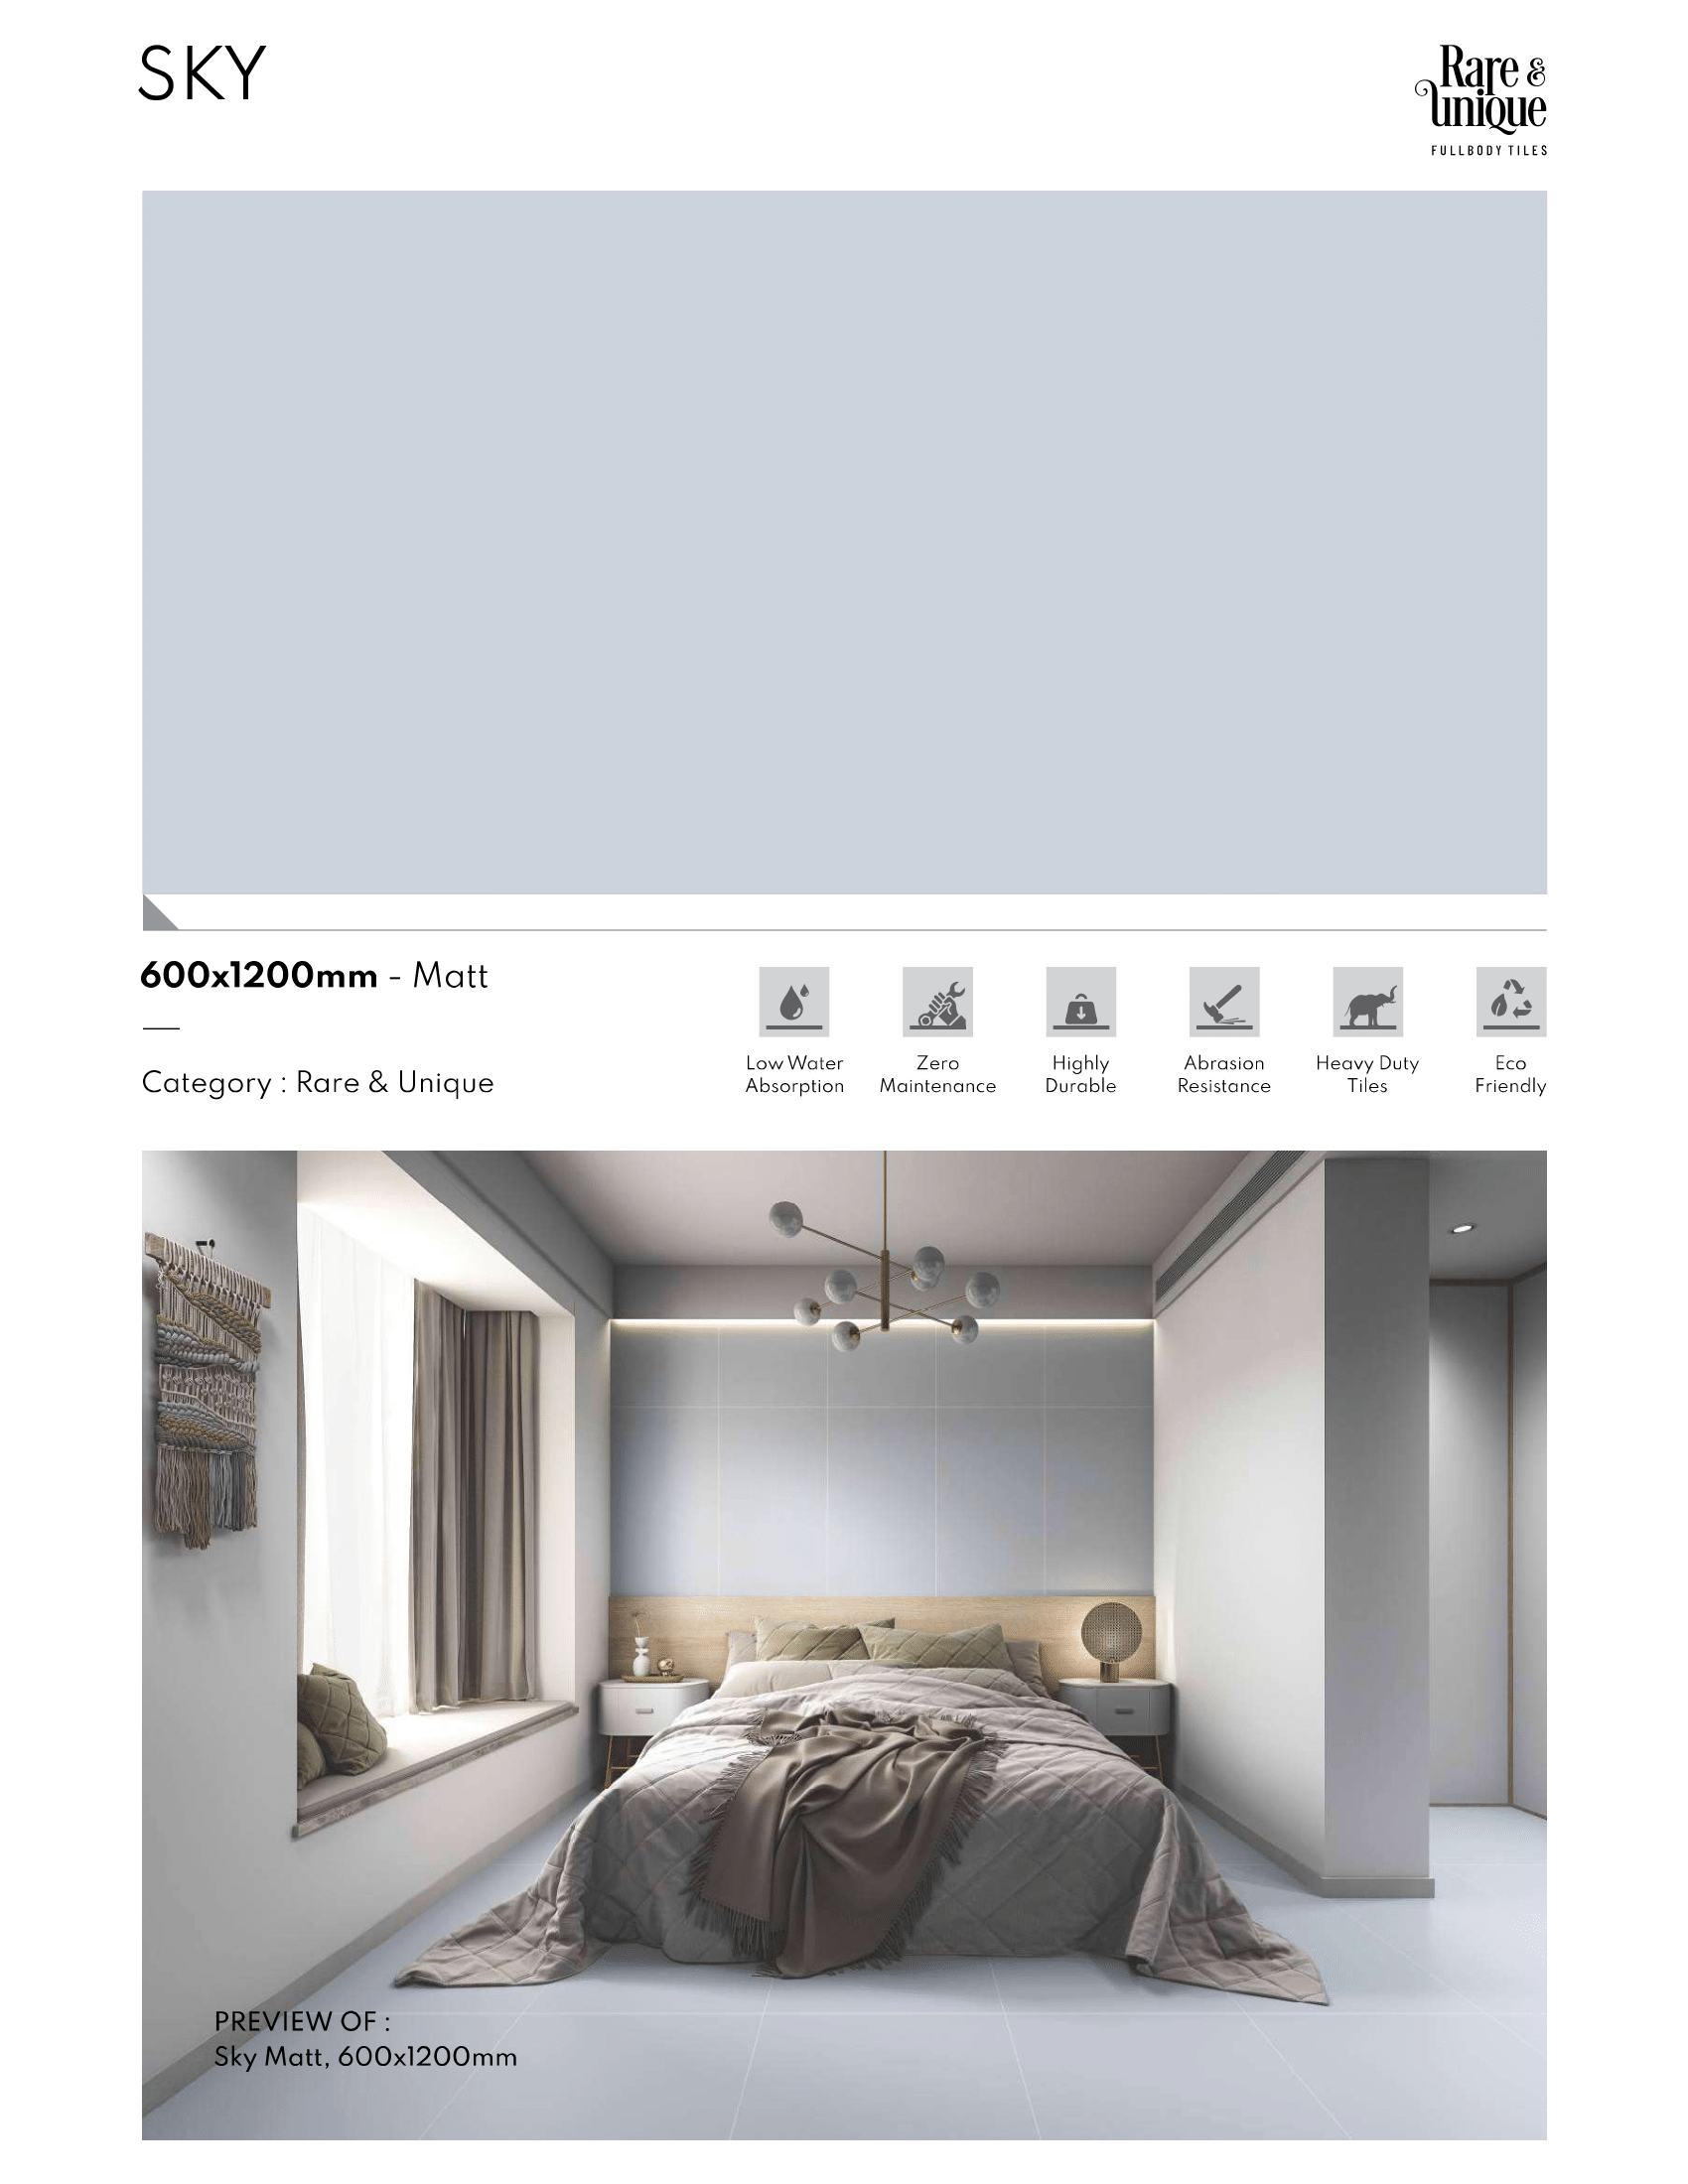 SKY
Rare &
unique
FULLBODY TILES
600x1200mm - Matt
Category : Rare & Unique
Low Water
Absorption
Zero
Maintenance
Highly
Durable
Abrasion
Resistance
Heavy Duty
Tiles
Eco
Friendly
PREVIEW OF :
Sky Matt, 600x1200mm